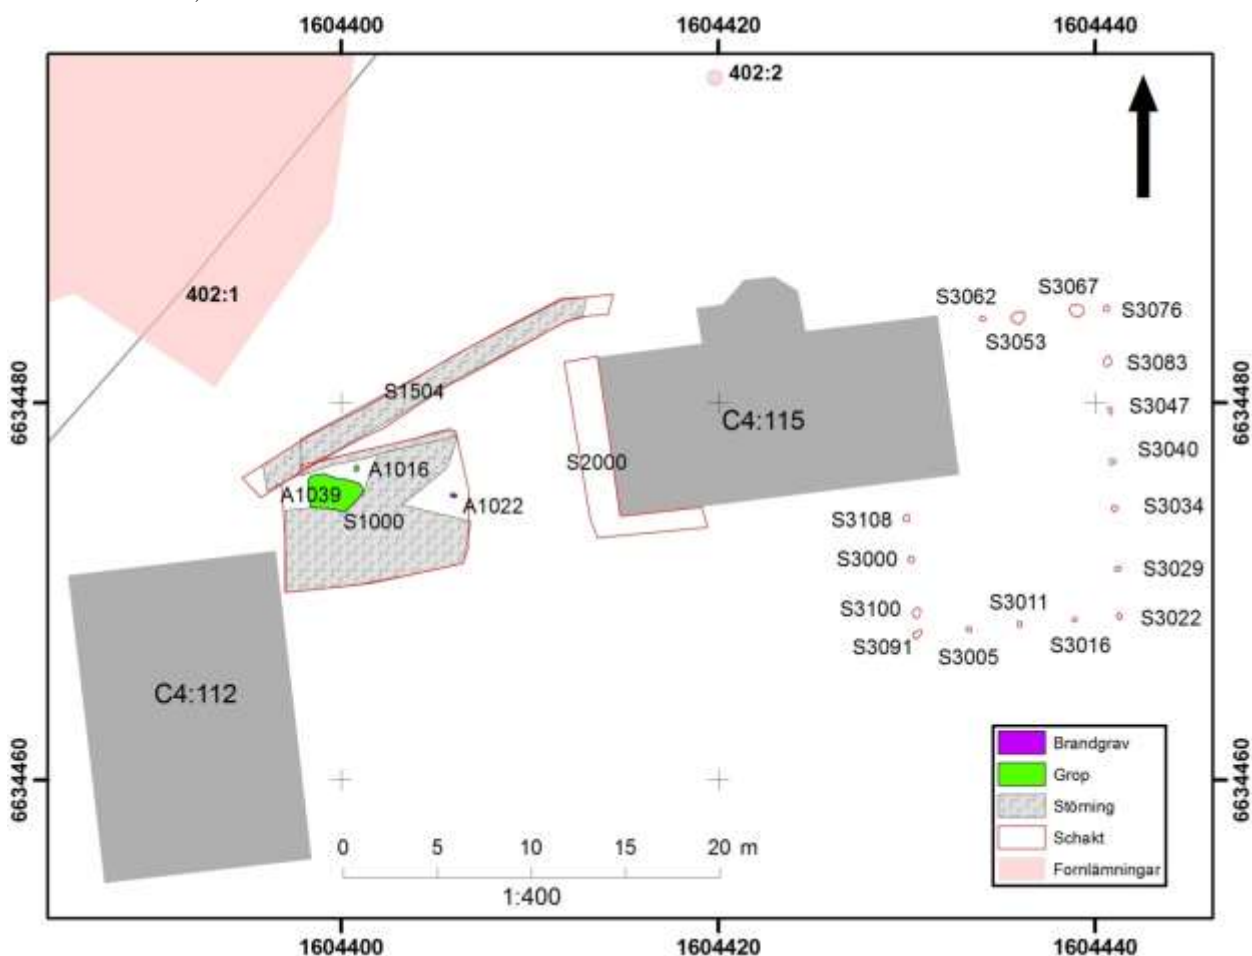 1604400
1604420
1604440
402:2
402:1
S3067
S3062
S3076
S3053
S3083
6634480
6634480
S1504
S3047
C4:115
S3040
S2000
A1016
A1039
A1022
S3034
S1000
S3108
S3000
S3029
S3011
S3100
S3022
S3091
S3016
S3005
C4:112
Brandgrav
Grop
Störning
Schakt
Fornlämningar
6634460
6634460
0 5 10 15 20 m
1:400
1604400
1604420
1604440